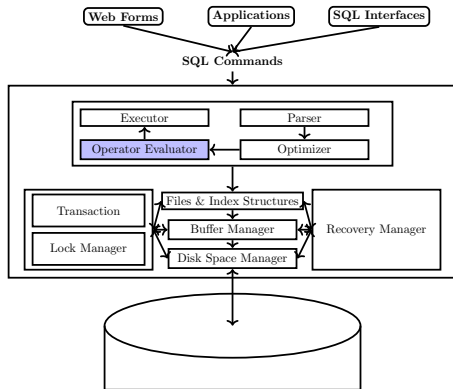 Web Forms
Applications
SQL Interfaces
SQL Commands
Executor
Parser
Operator Evaluator
Optimizer
Files & Index Structures
Transaction
Buffer Manager
Recovery Manager
Lock Manager
Disk Space Manager